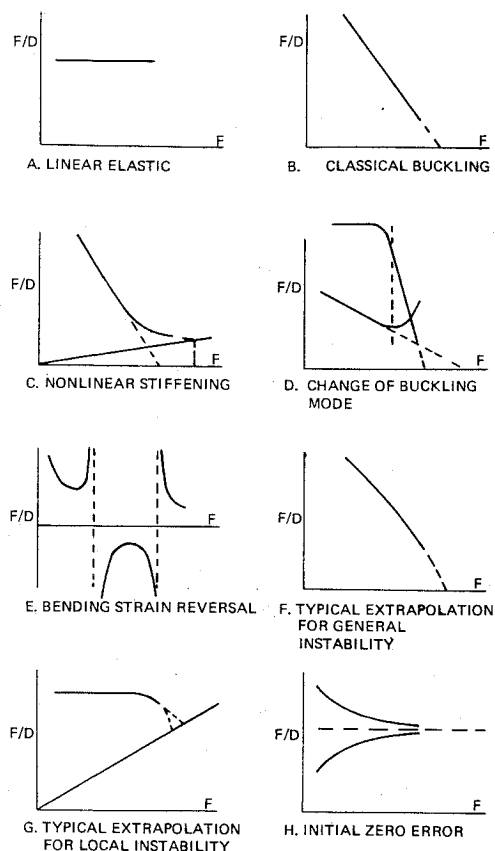 F/D
F
A. LINEAR ELASTIC
F/D
F
B. CLASSICAL BUCKLING
F/D
F
C. NONLINEAR STIFFENING
F/D
F
D. CHANGE OF BUCKLING
MODE
F/D
F
E. BENDING STRAIN REVERSAL
F/D
F
F. TYPICAL EXTRAPOLATION
FOR GENERAL
INSTABILITY
F/D
F
G. TYPICAL EXTRAPOLATION
FOR LOCAL INSTABILITY
F/D
F
H. INITIAL ZERO ERROR